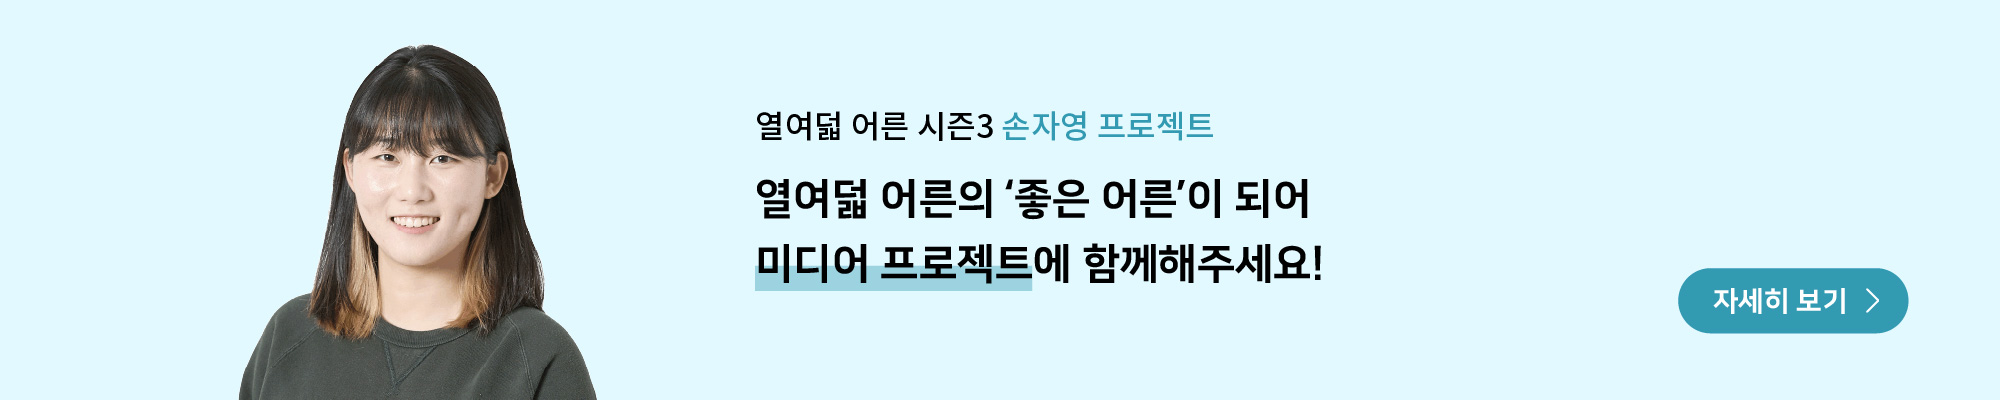 열여덟 어른 시즌3 손자영 프로젝트
열여덟 어른의 ‘좋은 어른’이 되어
미디어 프로젝트에 함께해주세요!
자세히 보기 >